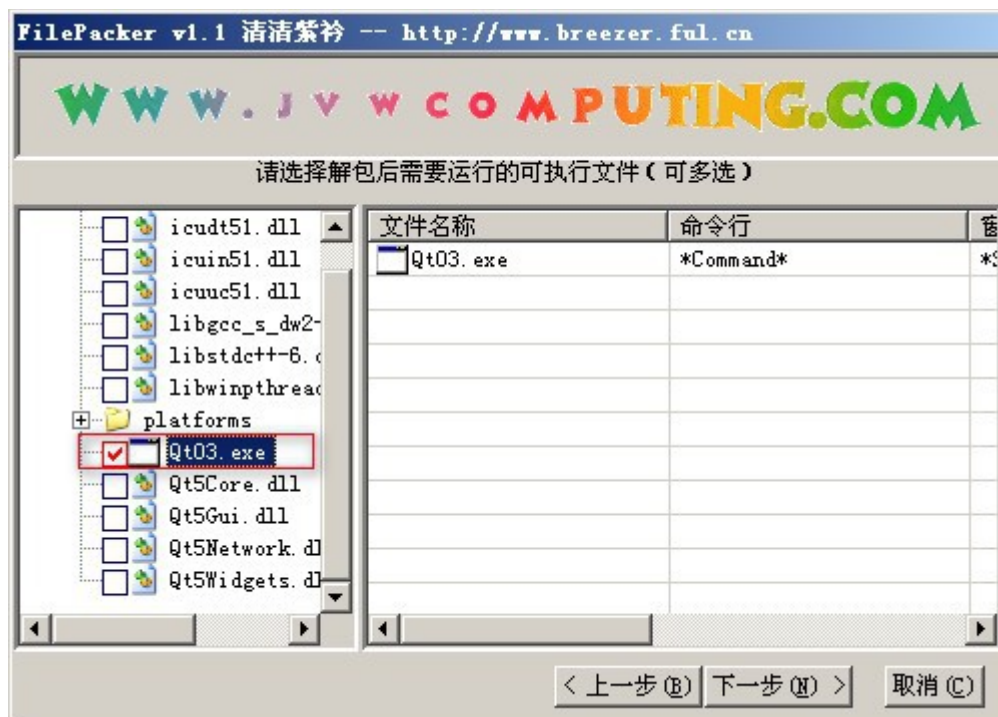 FilePacker v1.1 清清紫衿 -- http://www.breezer.ful.cn
WWW.JVWCOMPUTING.COM
请选择解包后需要运行的可执行文件(可多选)
icudt51.dll
icuin51.dll
icuuc51.dll
libgcc_s_dw2-
libstdc++-6.
libwinpthread
platforms
Qt03.exe
Qt5Core.dll
Qt5Gui.dll
Qt5Network.dl
Qt5Widgets.dl
文件名称 命令行
Qt03.exe *Command*
< 上一步(B) 下一步(N) > 取消(C)